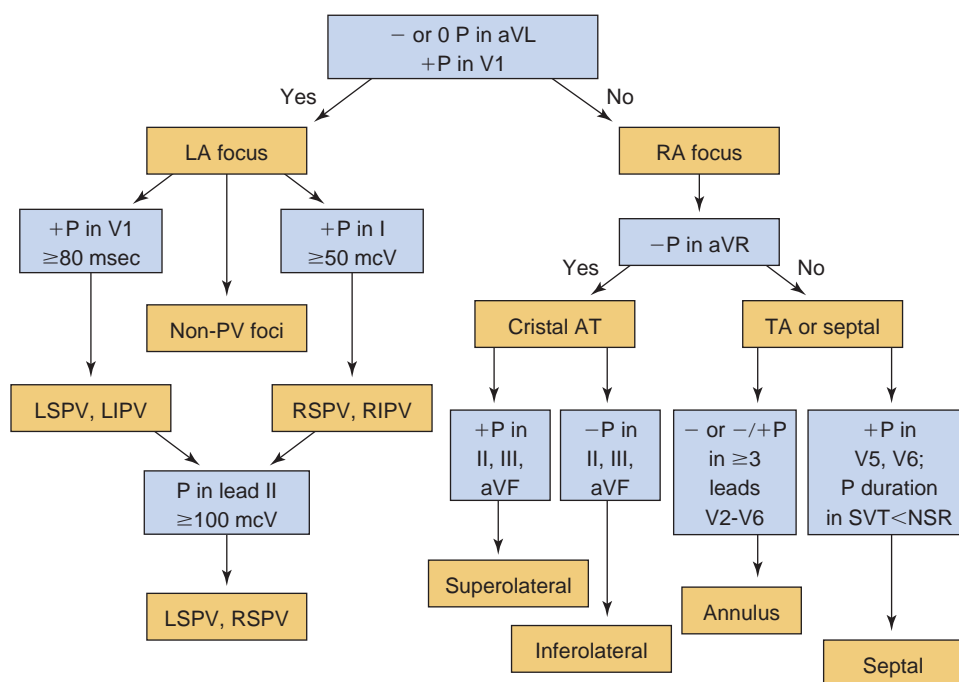 − or 0 P in aVL
+P in V1
Yes
No
LA focus
RA focus
+P in V1
≥80 msec
+P in I
≥50 mcV
−P in aVR
Yes
No
Non-PV foci
Cristal AT
TA or septal
LSPV, LIPV
RSPV, RIPV
+P in
II, III,
aVF
−P in
II, III,
aVF
− or −/+P
in ≥3
leads
V2-V6
+P in
V5, V6;
P duration
in SVT<NSR
P in lead II
≥100 mcV
Superolateral
Annulus
LSPV, RSPV
Inferolateral
Septal